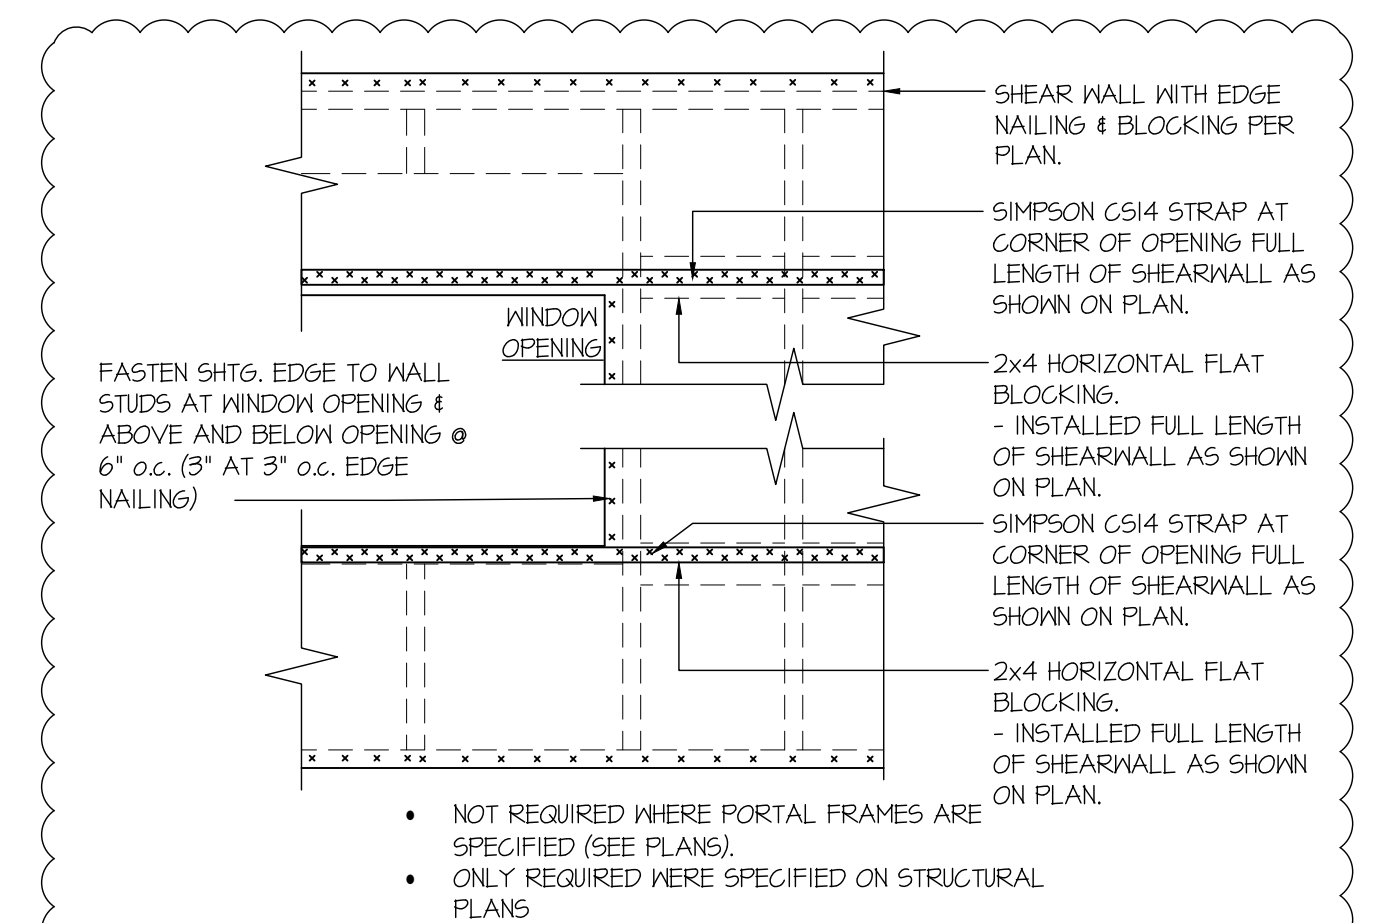 SHEAR WALL WITH EDGE
NAILING & BLOCKING PER
PLAN.
SIMPSON CS14 STRAP AT
CORNER OF OPENING FULL
LENGTH OF SHEARWALL AS
SHOWN ON PLAN.
WINDOW
OPENING
2x4 HORIZONTAL FLAT
BLOCKING.
- INSTALLED FULL LENGTH
OF SHEARWALL AS SHOWN
ON PLAN.
FASTEN SHTG. EDGE TO WALL
STUDS AT WINDOW OPENING &
ABOVE AND BELOW OPENING @
6" o.c. (3" AT 3" o.c. EDGE
NAILING)
SIMPSON CS14 STRAP AT
CORNER OF OPENING FULL
LENGTH OF SHEARWALL AS
SHOWN ON PLAN.
2x4 HORIZONTAL FLAT
BLOCKING.
- INSTALLED FULL LENGTH
OF SHEARWALL AS SHOWN
ON PLAN.
• NOT REQUIRED WHERE PORTAL FRAMES ARE
SPECIFIED (SEE PLANS).
• ONLY REQUIRED WERE SPECIFIED ON STRUCTURAL
PLANS